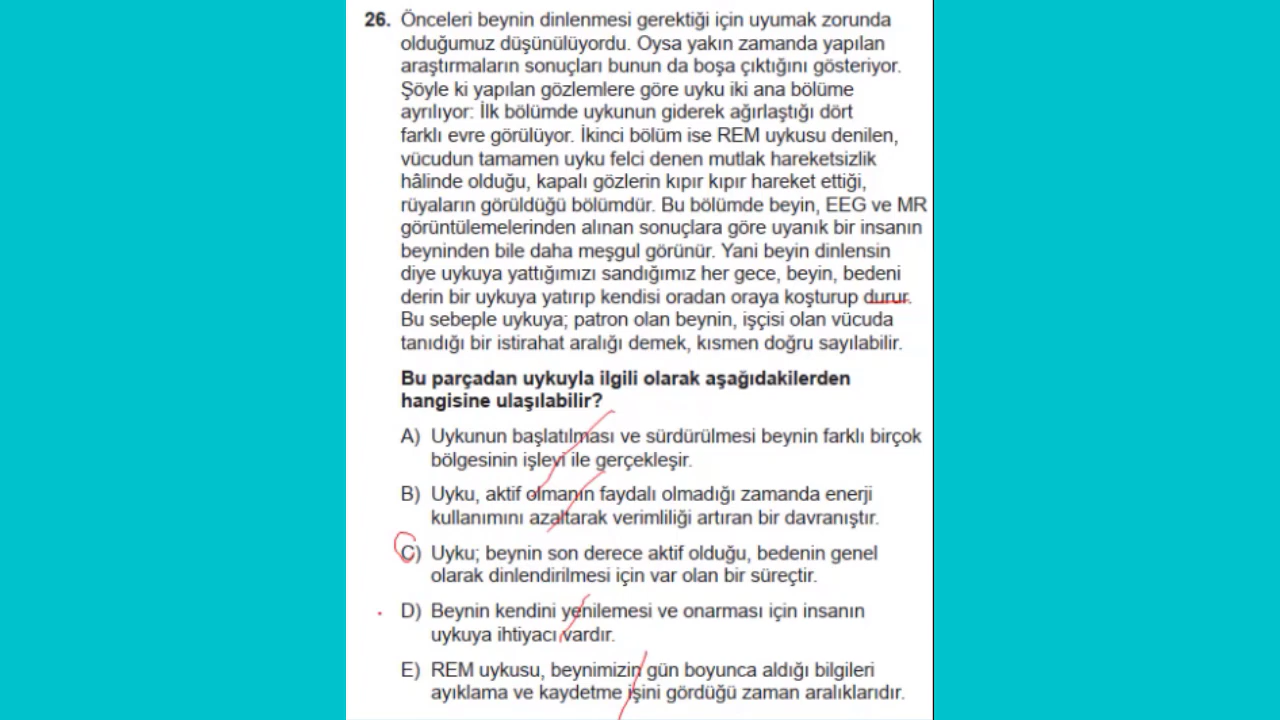 26. Önceleri beynin dinlenmesi gerektiği için uyumak zorunda
olduğumuz düşünülüyordu. Oysa yakın zamanda yapılan
araştırmaların sonuçları bunun da boşa çıktığını gösteriyor.
Şöyle ki yapılan gözlemlere göre uyku iki ana bölüme
ayrılıyor: İlk bölümde uykunun giderek ağırlaştığı dört
farklı evre görülüyor. İkinci bölüm ise REM uykusu denilen,
vücudun tamamen uyku felci denen mutlak hareketsizlik
hâlinde olduğu, kapalı gözlerin kıpır kıpır hareket ettiği,
rüyaların görüldüğü bölümdür. Bu bölümde beyin, EEG ve MR
görüntülemelerinden alınan sonuçlara göre uyanık bir insanın
beyninden bile daha meşgul görünür. Yani beyin dinlensin
diye uykuya yattığımızı sandığımız her gece, beyin, bedeni
derin bir uykuya yatırıp kendisi oradan oraya koşturup durur.
Bu sebeple uykuya; patron olan beynin, işçisi olan vücuda
tanıdığı bir istirahat aralığı demek, kısmen doğru sayılabilir.
Bu parçadan uykuyla ilgili olarak aşağıdakilerden
hangisine ulaşılabilir?
A) Uykunun başlatılması ve sürdürülmesi beynin farklı birçok
bölgesinin işlevi ile gerçekleşir.
B) Uyku, aktif olmanın faydalı olmadığı zamanda enerji
kullanımını azaltarak verimliliği artıran bir davranıştır.
C) Uyku; beynin son derece aktif olduğu, bedenin genel
olarak dinlendirilmesi için var olan bir süreçtir.
D) Beynin kendini yenilemesi ve onarması için insanın
uykuya ihtiyacı vardır.
E) REM uykusu, beynimizin gün boyunca aldığı bilgileri
ayıklama ve kaydetme işini gördüğü zaman aralıklarıdır.